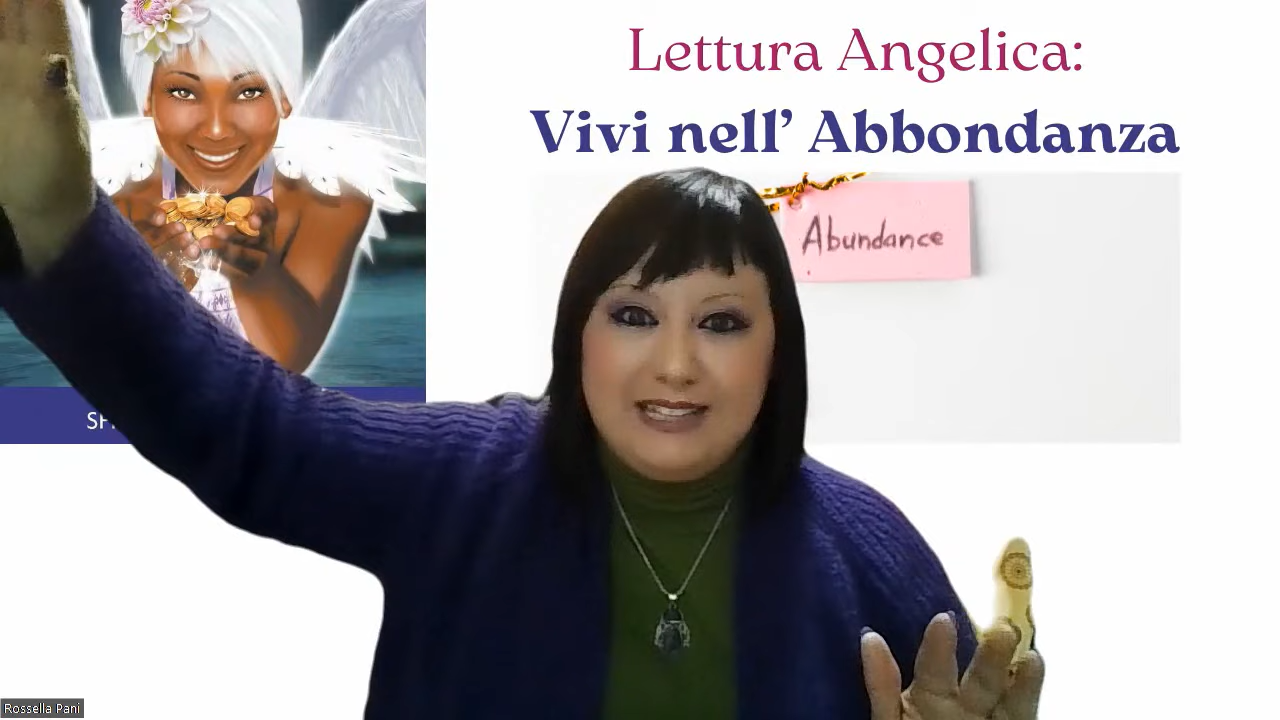 Lettura Angelica:
Vivi nell' Abbondanza
Abundance
Rossella Pani